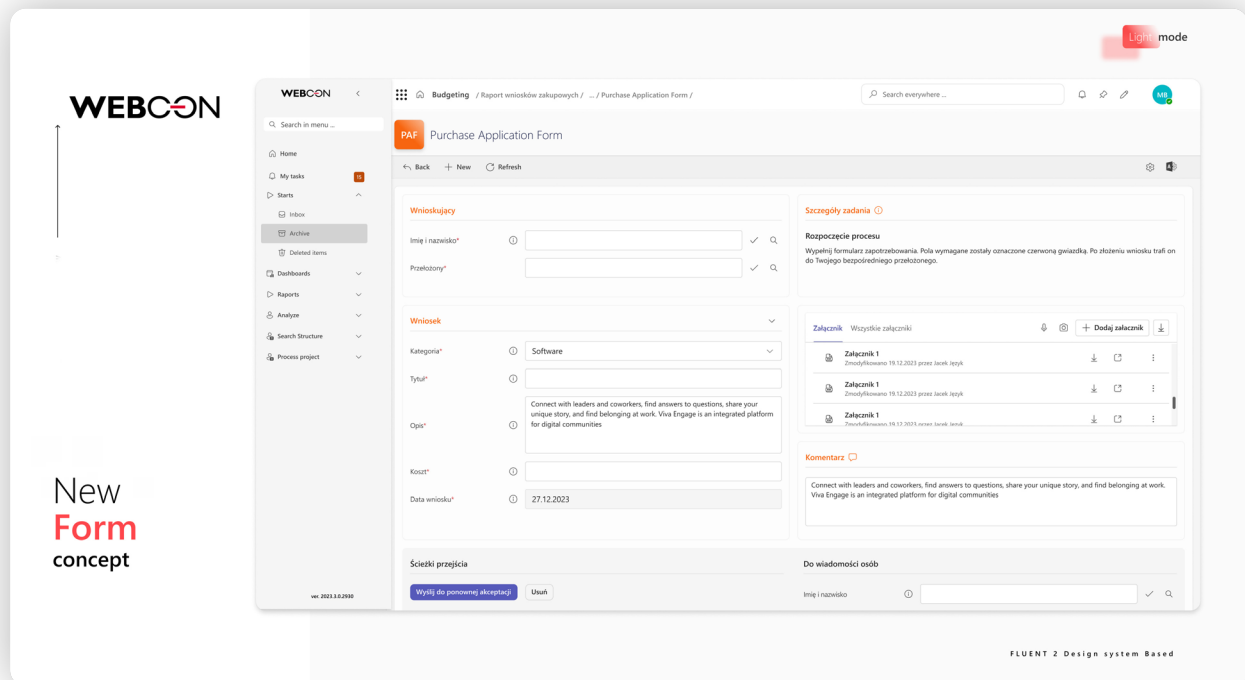 Light mode
WEBCON
New
Form
concept
WEBCON
Search in menu ...
Home
My tasks
15
Starts
Inbox
Archive
Deleted items
Dashboards
Reports
Analyze
Search Structure
Process project
ver. 2023.3.0.2930
Budgeting / Raport wniosków zakupowych / ... / Purchase Application Form /
Search everywhere ...
MB
PAF
Purchase Application Form
Back
New
Refresh
Wnioskujący
Imię i nazwisko*
Przełożony*
Wniosek
Kategoria*
Software
Tytuł*
Opis*
Connect with leaders and coworkers, find answers to questions, share your
unique story, and find belonging at work. Viva Engage is an integrated platform
for digital communities
Koszt*
Data wniosku*
27.12.2023
Szczegóły zadania
Rozpoczęcie procesu
Wypełnij formularz zapotrzebowania. Pola wymagane zostały oznaczone czerwoną gwiazdką. Po złożeniu wniosku trafi on
do Twojego bezpośredniego przełożonego.
Załącznik
Wszystkie załączniki
Dodaj załacznik
Załącznik 1
Zmodyfikowano 19.12.2023 przez Jacek Język
Załącznik 1
Zmodyfikowano 19.12.2023 przez Jacek Język
Załącznik 1
Zmodyfikowano 19.12.2023 przez Jacek Język
Komentarz
Connect with leaders and coworkers, find answers to questions, share your unique story, and find belonging at work.
Viva Engage is an integrated platform for digital communities
Ścieżki przejścia
Wyślij do ponownej akceptacji
Usuń
Do wiadomości osób
Imię i nazwisko
FLUENT 2 Design system Based